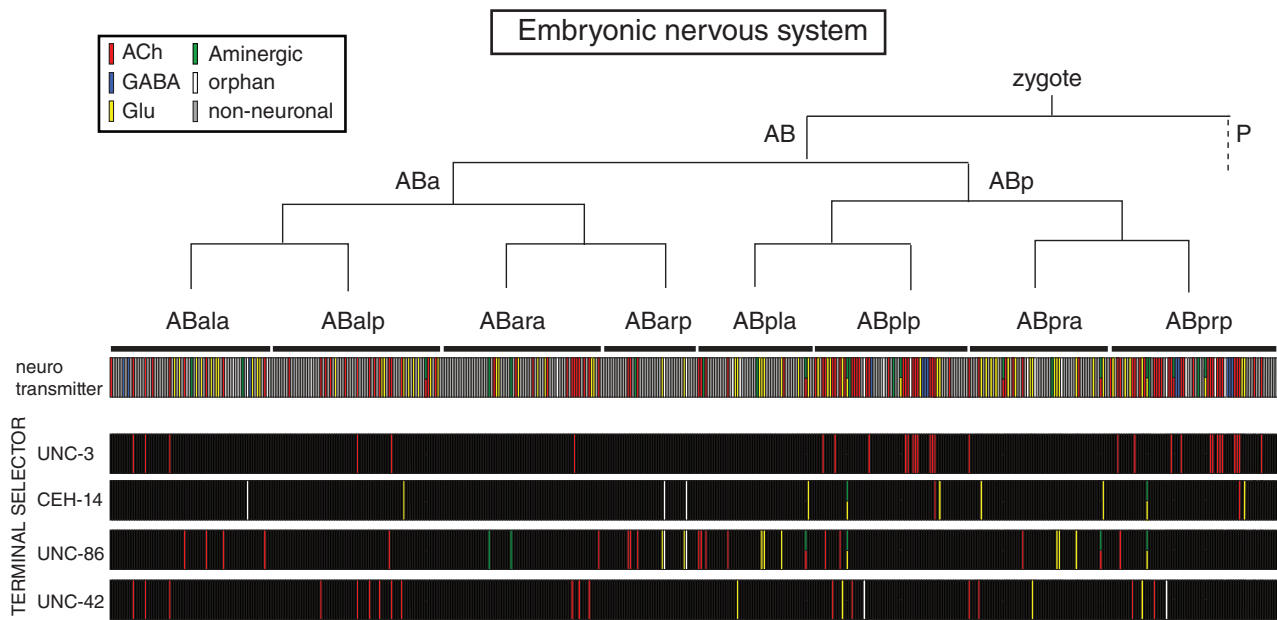 Embryonic nervous system
ACh
Aminergic
GABA
orphan
Glu
non-neuronal
zygote
AB
P
ABa
ABp
ABala
ABalp
ABara
ABarp
ABpla
ABplp
ABpra
ABprp
neuro
transmitter
TERMINAL SELECTOR
UNC-3
CEH-14
UNC-86
UNC-42